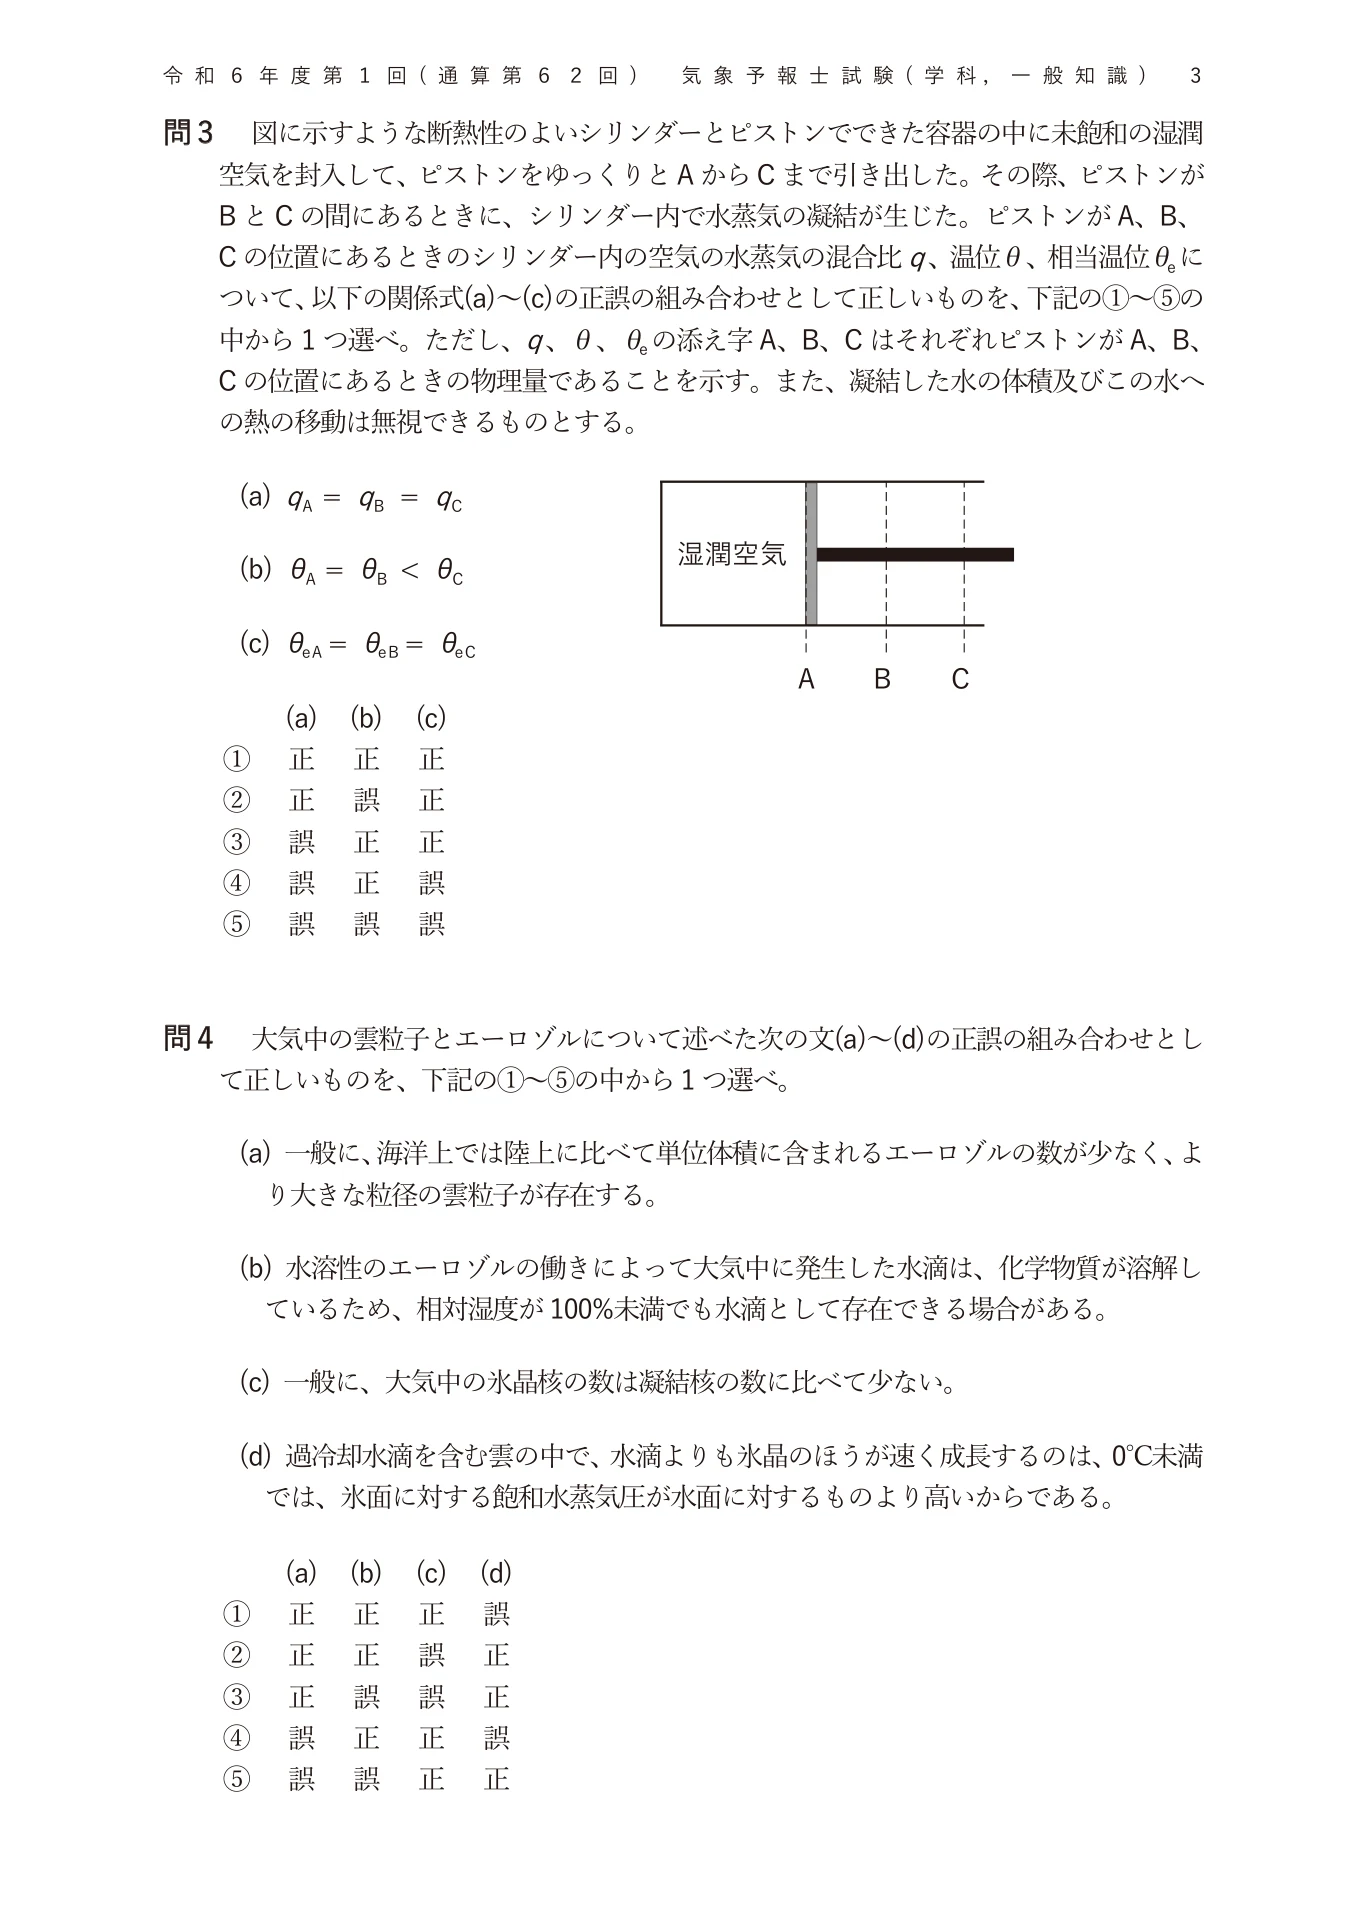 令和6年度第1回(通算第62回)　気象予報士試験(学科,一般知識)　3
問3　図に示すような断熱性のよいシリンダーとピストンでできた容器の中に未飽和の湿潤
空気を封入して、ピストンをゆっくりと A から C まで引き出した。その際、ピストンが
B と C の間にあるときに、シリンダー内で水蒸気の凝結が生じた。ピストンが A、B、
C の位置にあるときのシリンダー内の空気の水蒸気の混合比 q、温位 θ、相当温位 θe に
ついて、以下の関係式(a)〜(c)の正誤の組み合わせとして正しいものを、下記の①〜⑤の
中から 1 つ選べ。ただし、q、θ、θe の添え字 A、B、C はそれぞれピストンが A、B、
C の位置にあるときの物理量であることを示す。また、凝結した水の体積及びこの水へ
の熱の移動は無視できるものとする。
(a) qA = qB = qC
(b) θA = θB < θC
(c) θeA = θeB = θeC
湿潤空気
A B C
(a) (b) (c)
① 正 正 正
② 正 誤 正
③ 誤 正 正
④ 誤 正 誤
⑤ 誤 誤 誤
問4　大気中の雲粒子とエーロゾルについて述べた次の文(a)〜(d)の正誤の組み合わせとし
て正しいものを、下記の①〜⑤の中から 1 つ選べ。
(a) 一般に、海洋上では陸上に比べて単位体積に含まれるエーロゾルの数が少なく、よ
り大きな粒径の雲粒子が存在する。
(b) 水溶性のエーロゾルの働きによって大気中に発生した水滴は、化学物質が溶解し
ているため、相対湿度が 100%未満でも水滴として存在できる場合がある。
(c) 一般に、大気中の氷晶核の数は凝結核の数に比べて少ない。
(d) 過冷却水滴を含む雲の中で、水滴よりも氷晶のほうが速く成長するのは、0℃未満
では、氷面に対する飽和水蒸気圧が水面に対するものより高いからである。
(a) (b) (c) (d)
① 正 正 正 誤
② 正 正 誤 正
③ 正 誤 誤 正
④ 誤 正 正 誤
⑤ 誤 誤 正 正